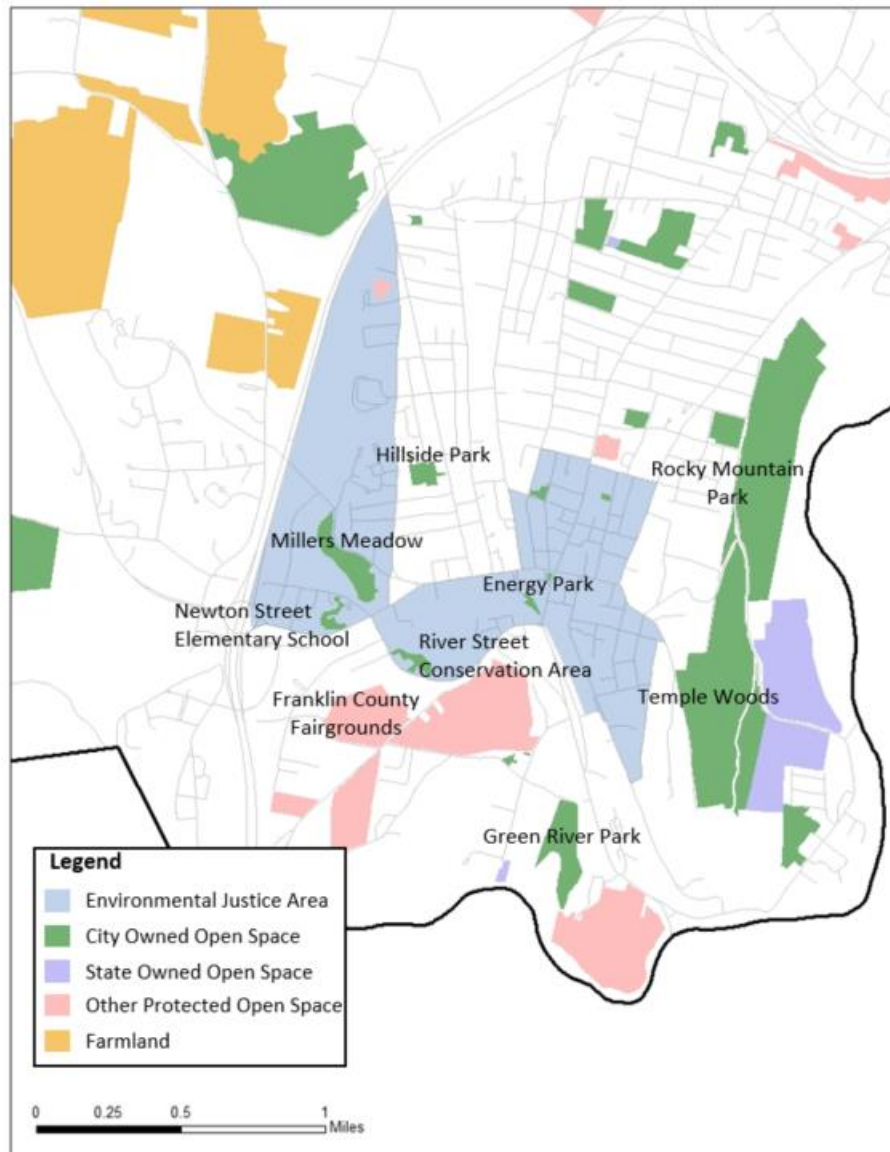 Hillside Park
Rocky Mountain
Park
Millers Meadow
Energy Park
Newton Street
Elementary School
River Street
Conservation Area
Franklin County
Fairgrounds
Temple Woods
Green River Park
Legend
Environmental Justice Area
City Owned Open Space
State Owned Open Space
Other Protected Open Space
Farmland
0 0.25 0.5 1
Miles